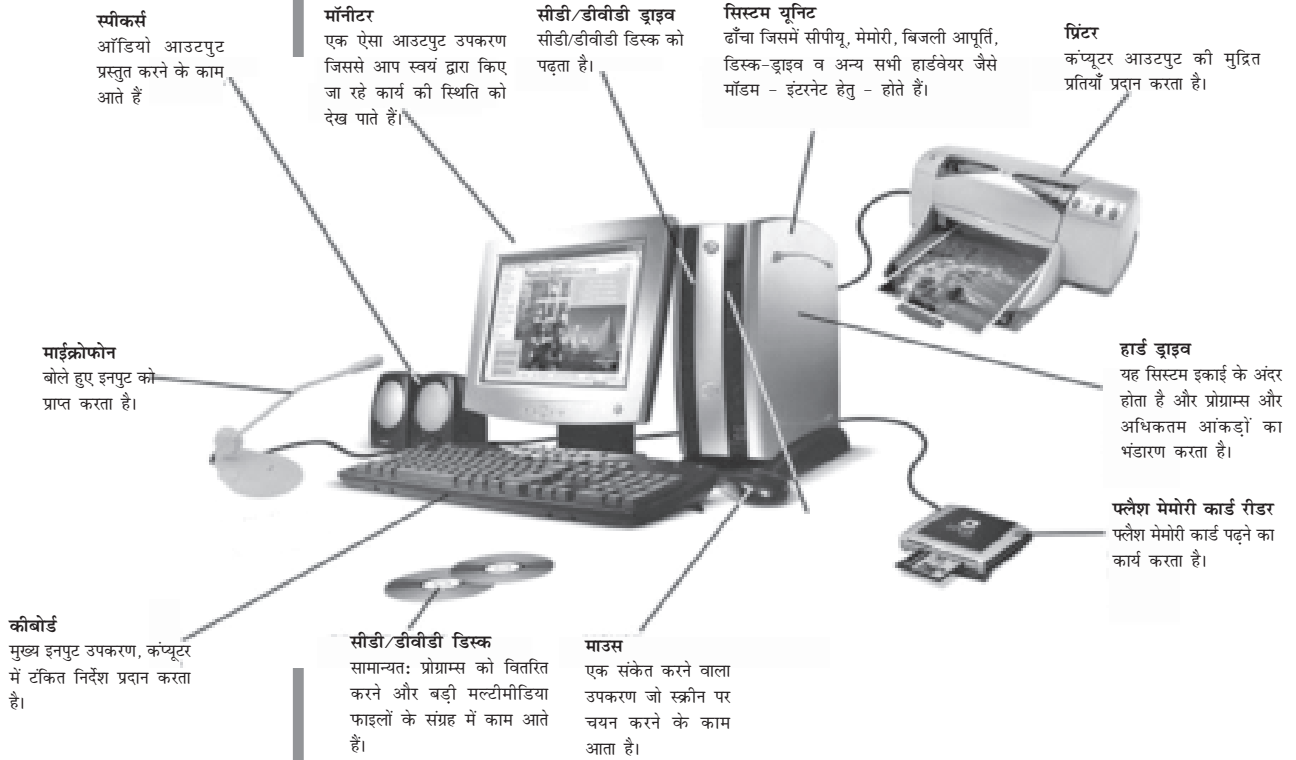 स्पीकर्स
ऑडियो आउटपुट
प्रस्तुत करने के काम
आते हैं
मॉनीटर
एक ऐसा आउटपुट उपकरण
जिससे आप स्वयं द्वारा किए
जा रहे कार्य की स्थिति को
देख पाते हैं।
सीडी/डीवीडी ड्राइव
सीडी/डीवीडी डिस्क को
पढ़ता है।
सिस्टम यूनिट
ढाँचा जिसमें सीपीयू, मेमोरी, बिजली आपूर्ति,
डिस्क-ड्राइव व अन्य सभी हार्डवेयर जैसे
मॉडम - इंटरनेट हेतु - होते हैं।
प्रिंटर
कंप्यूटर आउटपुट की मुद्रित
प्रतियाँ प्रदान करता है।
माईक्रोफोन
बोले हुए इनपुट को
प्राप्त करता है।
हार्ड ड्राइव
यह सिस्टम इकाई के अंदर
होता है और प्रोग्राम्स और
अधिकतम आंकड़ों का
भंडारण करता है।
फ्लैश मेमोरी कार्ड रीडर
फ्लैश मेमोरी कार्ड पढ़ने का
कार्य करता है।
कीबोर्ड
मुख्य इनपुट उपकरण, कंप्यूटर
में टंकित निर्देश प्रदान करता
है।
सीडी/डीवीडी डिस्क
सामान्यत: प्रोग्राम्स को वितरित
करने और बड़ी मल्टीमीडिया
फाइलों के संग्रह में काम आते
हैं।
माउस
एक संकेत करने वाला
उपकरण जो स्क्रीन पर
चयन करने के काम
आता है।